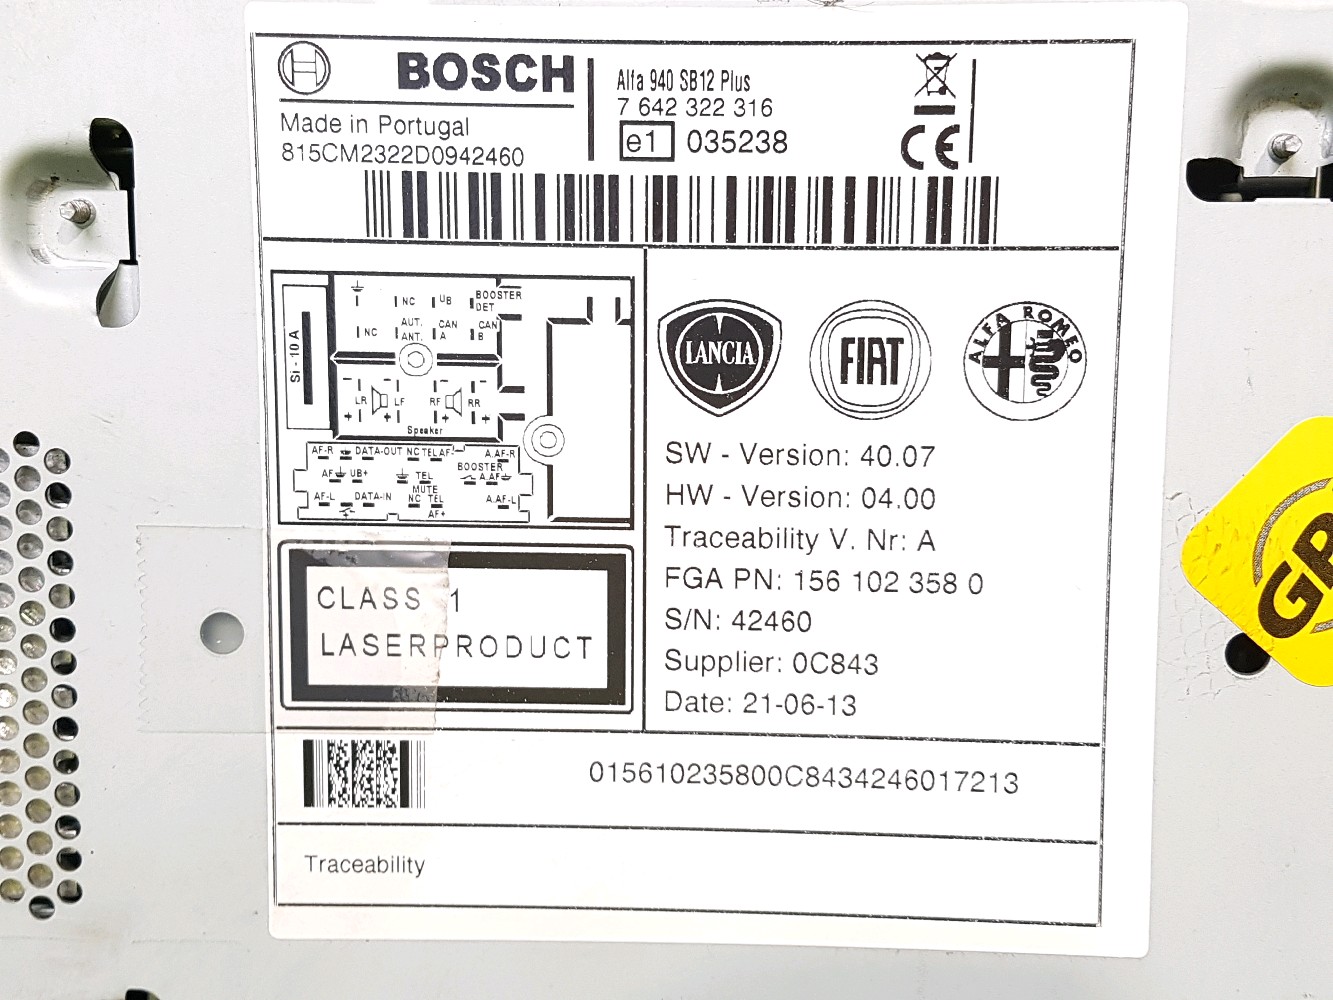 BOSCH
Made in Portugal
815CM2322D0942460
Alfa 940 SB12 Plus
7 642 322 316
e1 035238
CE
Si - 10 A
NC UB BOOSTER DET
NC AUT. ANT. CAN A CAN B
LR LF RF RR
Speaker
AF-R DATA-OUT NC TEL AF- A.AF-R
AF UB+ TEL MUTE BOOSTER A.AF
AF-L DATA-IN NC TEL AF+ A.AF-L
LANCIA
FIAT
ALFA ROMEO
SW - Version: 40.07
HW - Version: 04.00
Traceability V. Nr: A
FGA PN: 156 102 358 0
S/N: 42460
Supplier: 0C843
Date: 21-06-13
CLASS 1
LASERPRODUCT
015610235800C8434246017213
Traceability